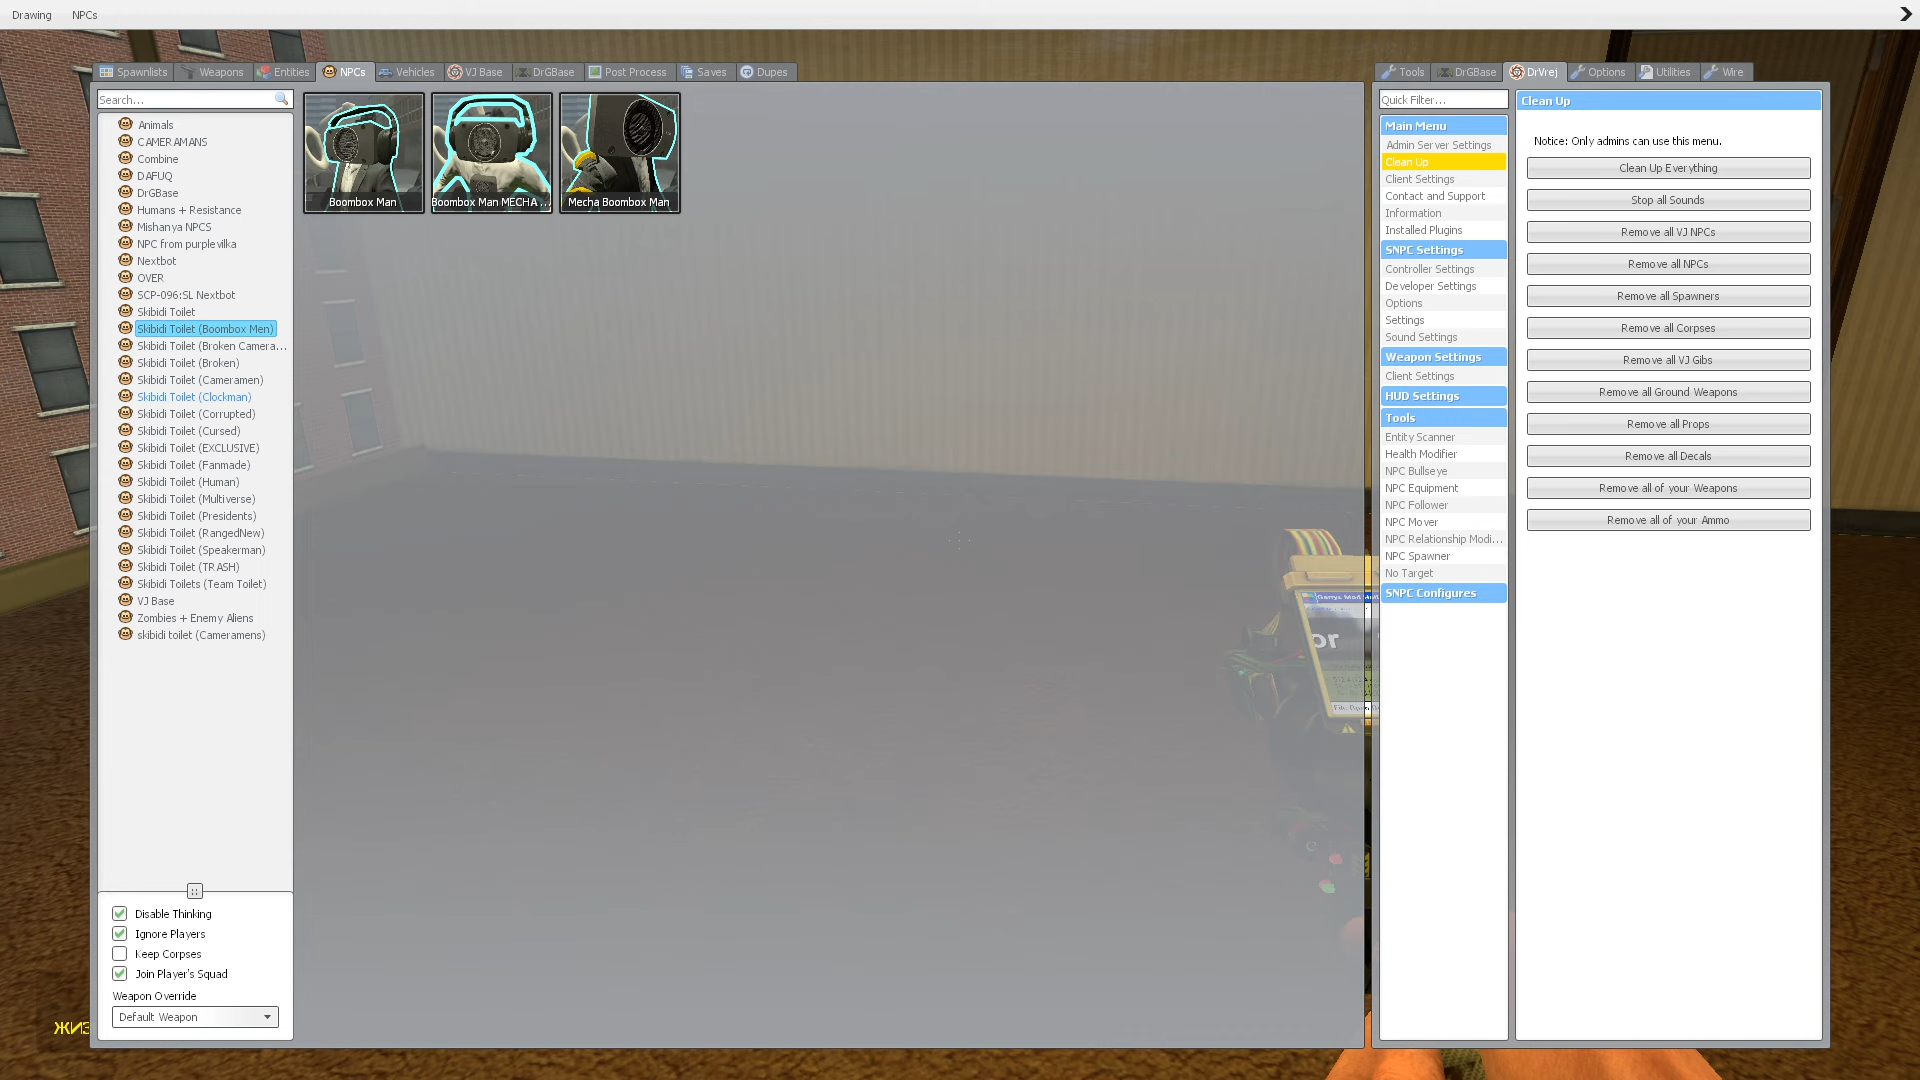 Drawing NPCs
Spawnlists Weapons Entities NPCs Vehicles VJ Base DrGBase Post Process Saves Dupes
Search...
Animals
CAMERAMANS
Combine
DAFUQ
DrGBase
Humans + Resistance
Mishanya NPCS
NPC from purplevilka
Nextbot
OVER
SCP-096:SL Nextbot
Skibidi Toilet
Skibidi Toilet (Boombox Men)
Skibidi Toilet (Broken Camera...
Skibidi Toilet (Broken)
Skibidi Toilet (Cameramen)
Skibidi Toilet (Clockman)
Skibidi Toilet (Corrupted)
Skibidi Toilet (Cursed)
Skibidi Toilet (EXCLUSIVE)
Skibidi Toilet (Fanmade)
Skibidi Toilet (Human)
Skibidi Toilet (Multiverse)
Skibidi Toilet (Presidents)
Skibidi Toilet (RangedNew)
Skibidi Toilet (Speakerman)
Skibidi Toilet (TRASH)
Skibidi Toilets (Team Toilet)
VJ Base
Zombies + Enemy Aliens
skibidi toilet (Cameramens)
Disable Thinking
Ignore Players
Keep Corpses
Join Player's Squad
Weapon Override
Default Weapon
ЖИЗ
Boombox Man
Boombox Man MECHA ...
Mecha Boombox Man
or
Tools DrGBase DrVrej Options Utilities Wire
Quick Filter...
Main Menu
Admin Server Settings
Clean Up
Client Settings
Contact and Support
Information
Installed Plugins
SNPC Settings
Controller Settings
Developer Settings
Options
Settings
Sound Settings
Weapon Settings
Client Settings
HUD Settings
Tools
Entity Scanner
Health Modifier
NPC Bullseye
NPC Equipment
NPC Follower
NPC Mover
NPC Relationship Modi...
NPC Spawner
No Target
SNPC Configures
Clean Up
Notice: Only admins can use this menu.
Clean Up Everything
Stop all Sounds
Remove all VJ NPCs
Remove all NPCs
Remove all Spawners
Remove all Corpses
Remove all VJ Gibs
Remove all Ground Weapons
Remove all Props
Remove all Decals
Remove all of your Weapons
Remove all of your Ammo